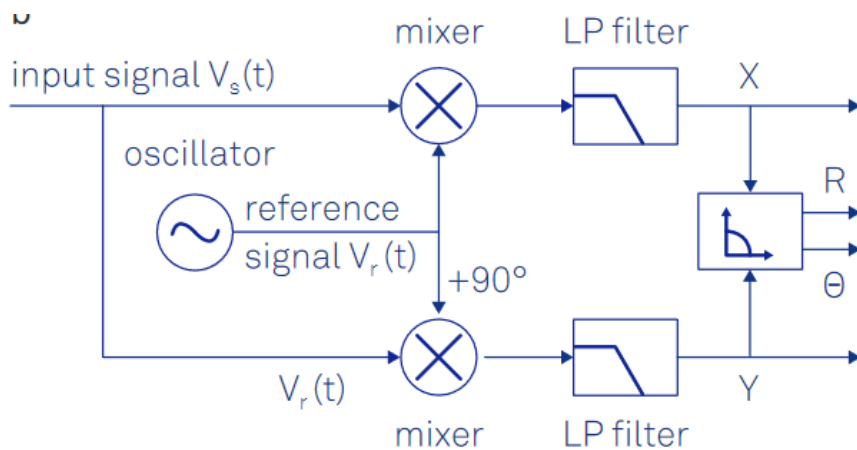 b
mixer
LP filter
input signal Vₛ(t)
X
oscillator
R
reference
signal Vᵣ(t)
+90°
Θ
Vᵣ(t)
Y
mixer
LP filter